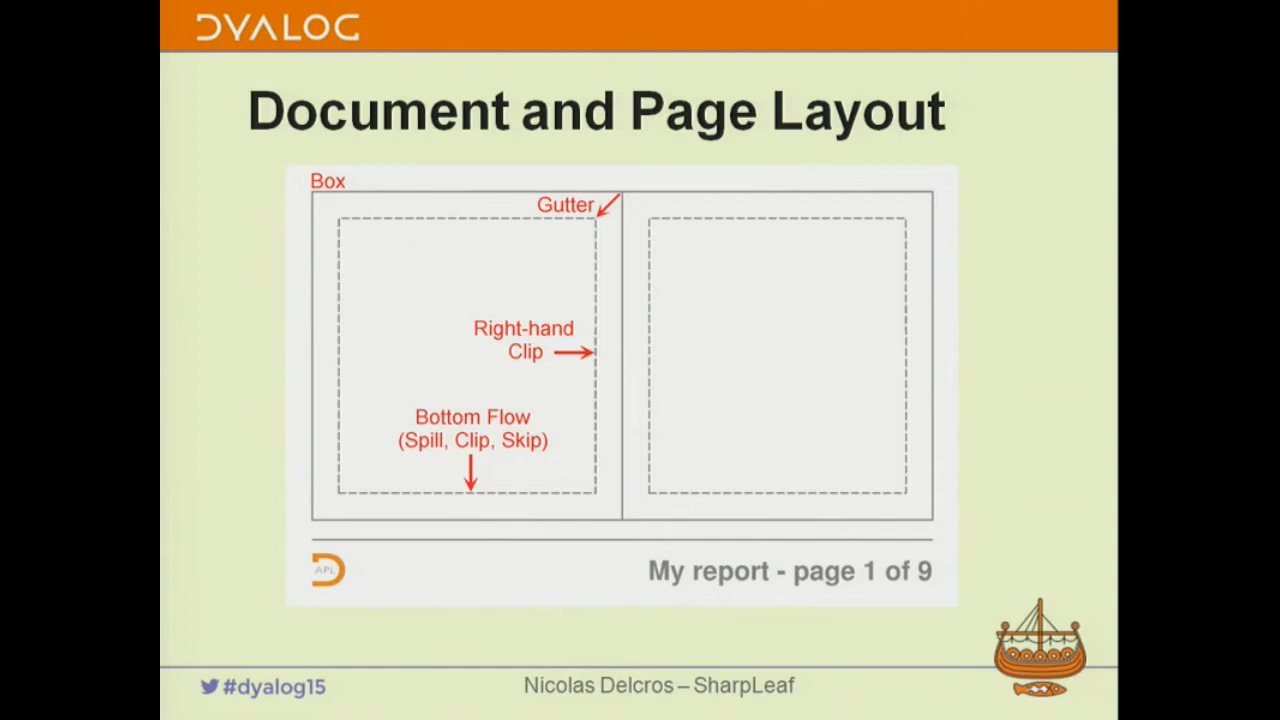 DYALOG
Document and Page Layout
Box
Gutter
Right-hand
Clip
Bottom Flow
(Spill, Clip, Skip)
APL
My report - page 1 of 9
#dyalog15
Nicolas Delcros – SharpLeaf